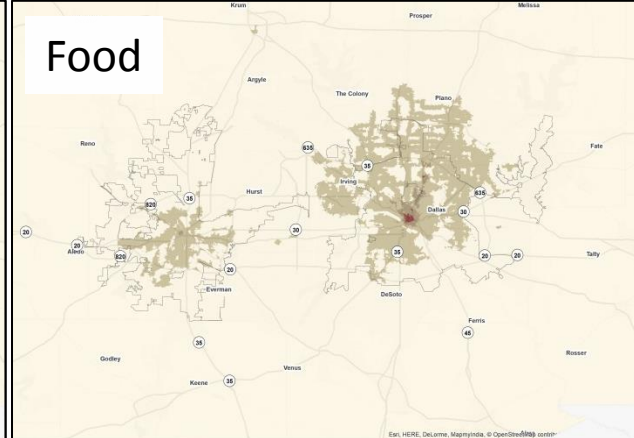 Food
Krum
Melissa
Prosper
Argyle
The Colony
Plano
Reno
635
Fate
35
Irving
Hurst
820
35
635
Dallas
30
20
30
20
Aledo
820
35
20
20
Tally
20
Everman
DeSoto
Ferris
45
35
Rosser
Godley
Venus
Keene
35
Esri, HERE, DeLorme, MapmyIndia, © OpenStreetMap